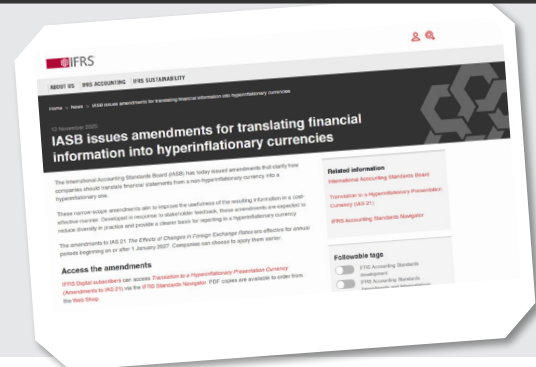 IFRS
ABOUT US IFRS ACCOUNTING IFRS SUSTAINABILITY
Home > News > IASB issues amendments for translating financial information into hyperinflationary currencies
13 November 2025
IASB issues amendments for translating financial
information into hyperinflationary currencies
The International Accounting Standards Board (IASB) has today issued amendments that clarify how
companies should translate financial statements from a non-hyperinflationary currency into a
hyperinflationary one.
These narrow-scope amendments aim to improve the usefulness of the resulting information in a cost-
effective manner. Developed in response to stakeholder feedback, these amendments are expected to
reduce diversity in practice and provide a clearer basis for reporting in a hyperinflationary currency.
The amendments to IAS 21 The Effects of Changes in Foreign Exchange Rates are effective for annual
periods beginning on or after 1 January 2027. Companies can choose to apply them earlier.
Access the amendments
IFRS Digital subscribers can access Translation to a Hyperinflationary Presentation Currency
(Amendments to IAS 21) via the IFRS Standards Navigator. PDF copies are available to order from
the Web Shop.
Related information
International Accounting Standards Board
Translation to a Hyperinflationary Presentation
Currency (IAS 21)
IFRS Accounting Standards Navigator
Followable tags
IFRS Accounting Standards
development
IFRS Accounting Standards
Amendments and Interpretations